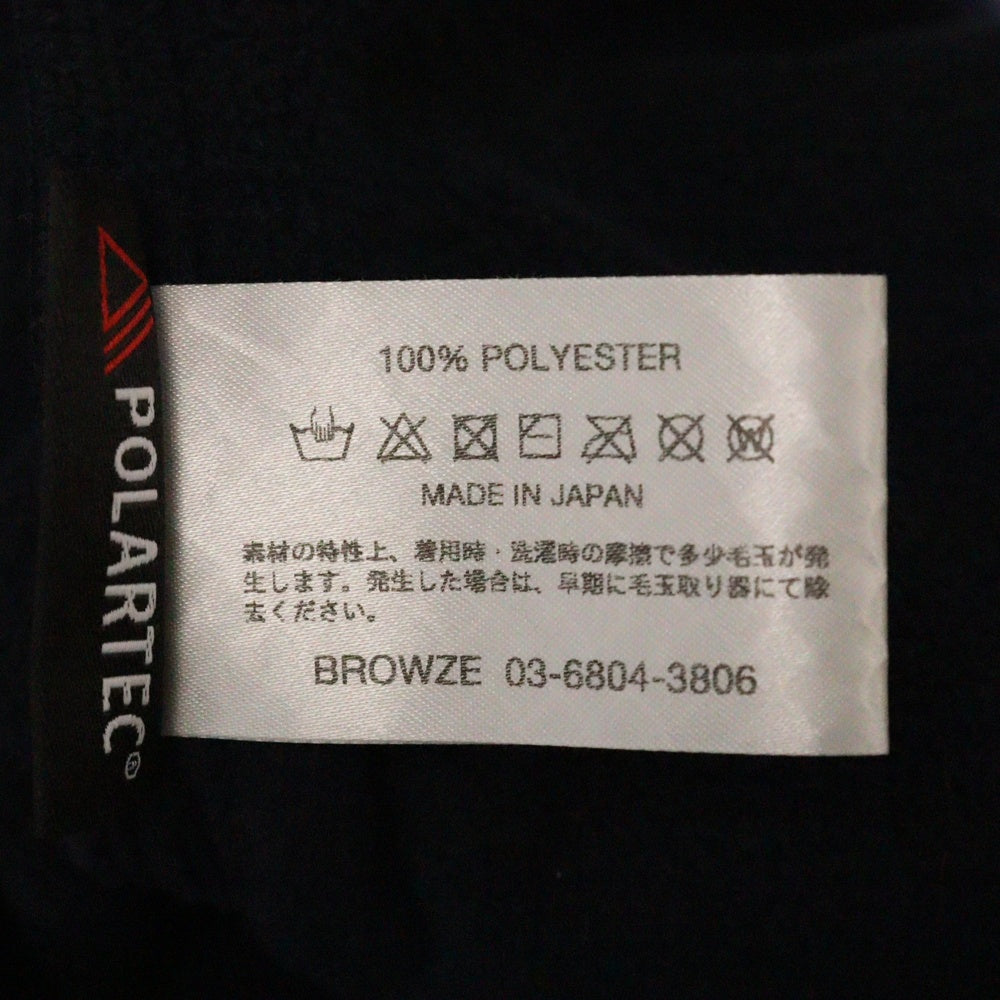 POLARTEC®
100% POLYESTER
MADE IN JAPAN
素材の特性上、着用時・洗濯時の摩擦で多少毛玉が発
生します。発生した場合は、早期に毛玉取り器にて除
去ください。
BROWZE 03-6804-3806